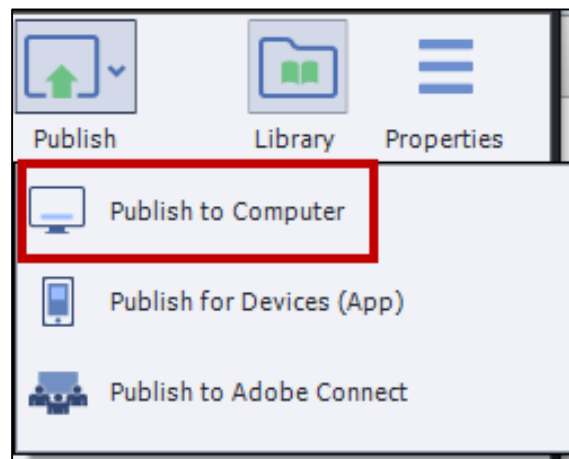 Publish
Library
Properties
Publish to Computer
Publish for Devices (App)
Publish to Adobe Connect